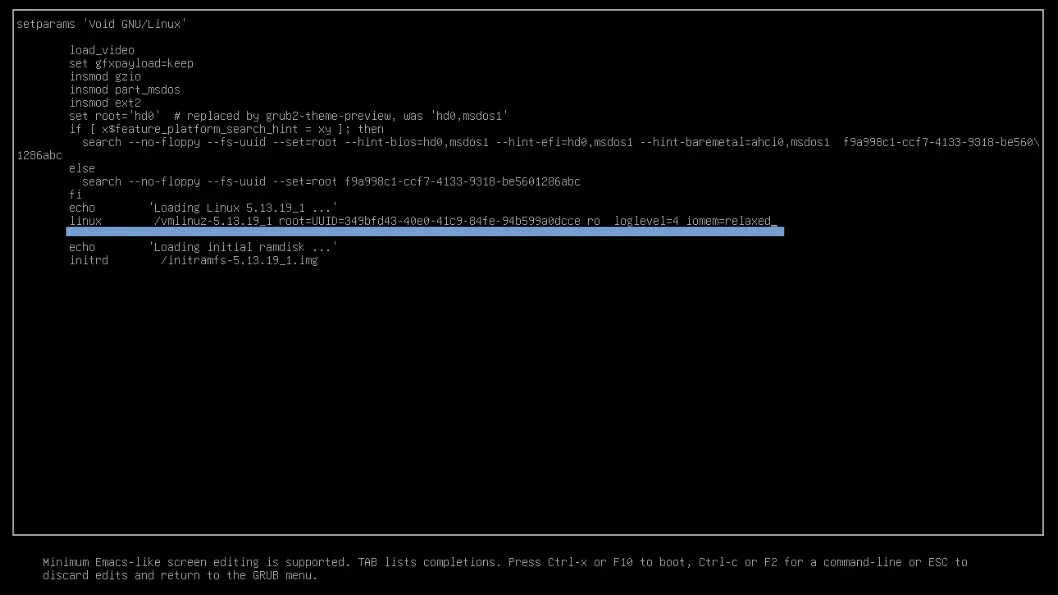 setparams 'Void GNU/Linux'
load_video
set gfxpayload=keep
insmod gzio
insmod part_msdos
insmod ext2
set root='hd0'  # replaced by grub2-theme-preview, was 'hd0,msdos1'
if [ x$feature_platform_search_hint = xy ]; then
search --no-floppy --fs-uuid --set=root --hint-bios=hd0,msdos1 --hint-efi=hd0,msdos1 --hint-baremetal=ahci0,msdos1  f9a998c1-ccf7-4133-9318-be560\
1286abc
else
search --no-floppy --fs-uuid --set=root f9a998c1-ccf7-4133-9318-be5601286abc
fi
echo 'Loading Linux 5.13.19_1 ...'
linux /vmlinuz-5.13.19_1 root=UUID=349bfd43-40e0-41c9-84fe-94b599a0dcce ro  loglevel=4 iomem=relaxed_
echo 'Loading initial ramdisk ...'
initrd /initramfs-5.13.19_1.img
Minimum Emacs-like screen editing is supported. TAB lists completions. Press Ctrl-x or F10 to boot, Ctrl-c or F2 for a command-line or ESC to
discard edits and return to the GRUB menu.